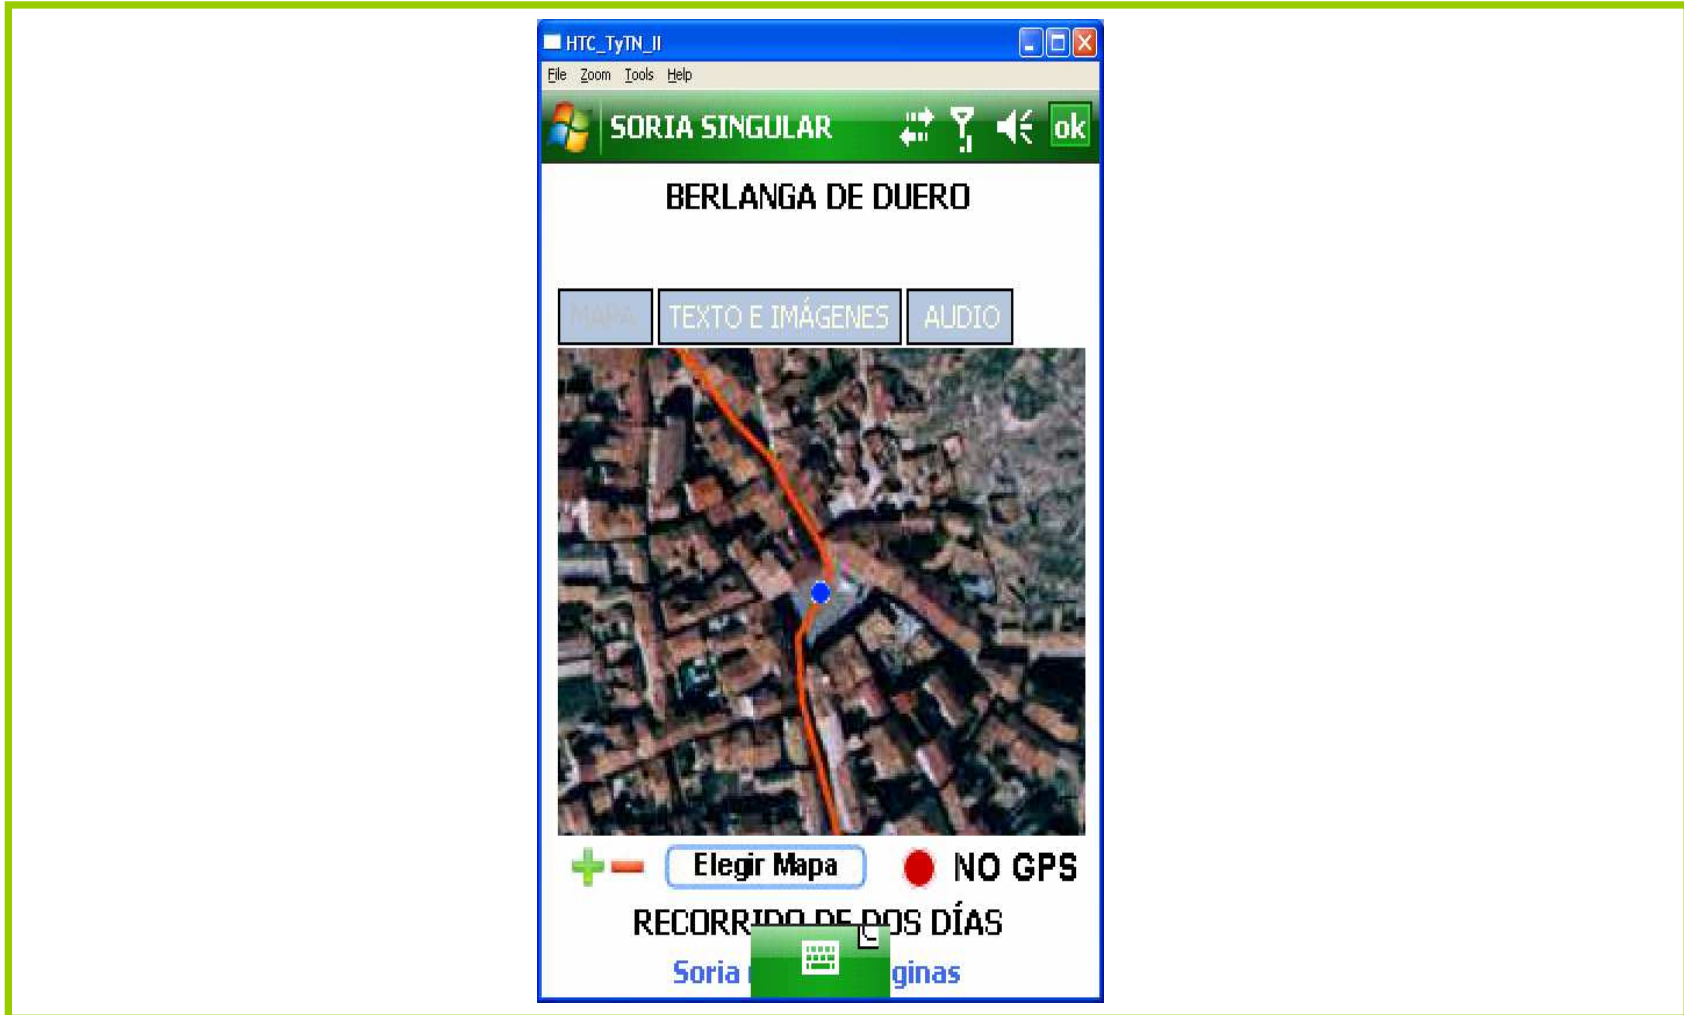 HTC_TyTN_II
File Zoom Tools Help
SORIA SINGULAR ok
BERLANGA DE DUERO
MAPA TEXTO E IMÁGENES AUDIO
Elegir Mapa NO GPS
RECORRIDO DE DOS DÍAS
Soria ginas